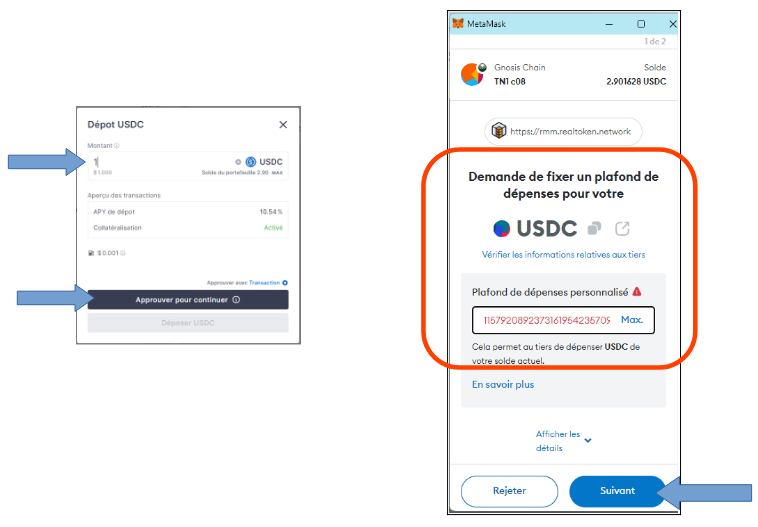 Dépot USDC
Montant
1
USDC
$ 1.000
Solde du portefeuille 2.90 MAX
Aperçu des transactions
APY de dépot 10.54 %
Collatéralisation Activé
$ 0.001
Approuver avec Transaction
Approuver pour continuer
Déposer USDC
MetaMask
1 de 2
Gnosis Chain Solde
TN1 c08 2.901628 USDC
https://rmm.realtoken.network
Demande de fixer un plafond de
dépenses pour votre
USDC
Vérifier les informations relatives aux tiers
Plafond de dépenses personnalisé
1157920892373161954235709 Max.
Cela permet au tiers de dépenser USDC de
votre solde actuel.
En savoir plus
Afficher les
détails
Rejeter Suivant